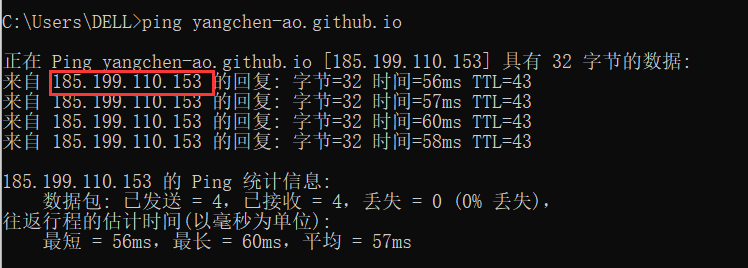 C:\Users\DELL>ping yangchen-ao.github.io
正在 Ping yangchen-ao.github.io [185.199.110.153] 具有 32 字节的数据:
来自 185.199.110.153 的回复: 字节=32 时间=56ms TTL=43
来自 185.199.110.153 的回复: 字节=32 时间=57ms TTL=43
来自 185.199.110.153 的回复: 字节=32 时间=60ms TTL=43
来自 185.199.110.153 的回复: 字节=32 时间=58ms TTL=43
185.199.110.153 的 Ping 统计信息:
数据包: 已发送 = 4，已接收 = 4，丢失 = 0 (0% 丢失)，
往返行程的估计时间(以毫秒为单位):
最短 = 56ms，最长 = 60ms，平均 = 57ms